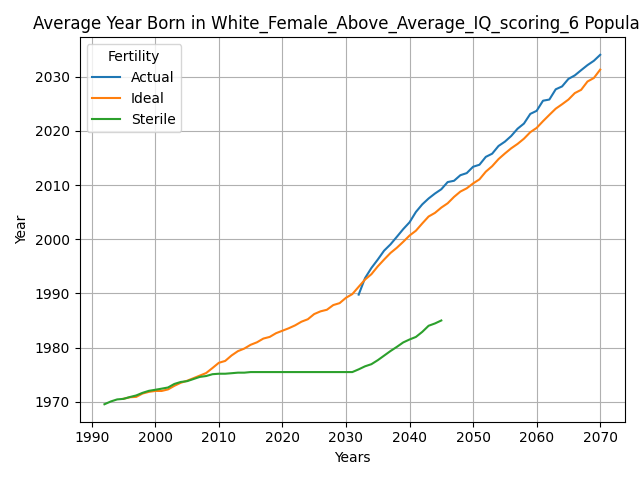 Average Year Born in White_Female_Above_Average_IQ_scoring_6 Popula
Fertility
Actual
Ideal
Sterile
Year
2030
2020
2010
2000
1990
1980
1970
1990 2000 2010 2020 2030 2040 2050 2060 2070
Years